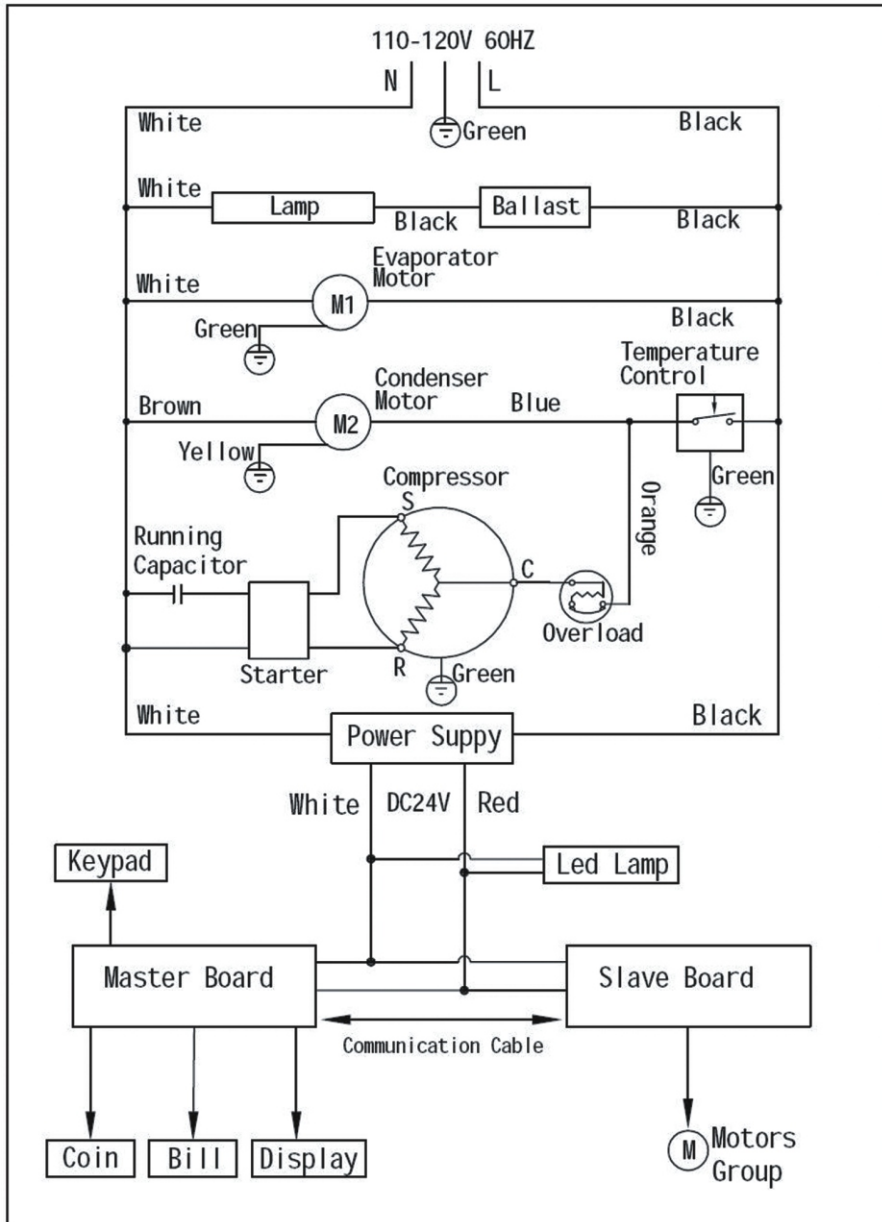 110-120V 60HZ
N
L
Green
White
Black
White
Lamp
Black
Ballast
Black
Evaporator
Motor
White
M1
Green
Black
Temperature
Control
Condenser
Motor
Brown
M2
Blue
Yellow
Green
Orange
Compressor
S
Running
Capacitor
C
Overload
Starter
R
Green
White
Black
Power Suppy
White
DC24V
Red
Keypad
Led Lamp
Master Board
Slave Board
Communication Cable
Coin
Bill
Display
M
Motors
Group